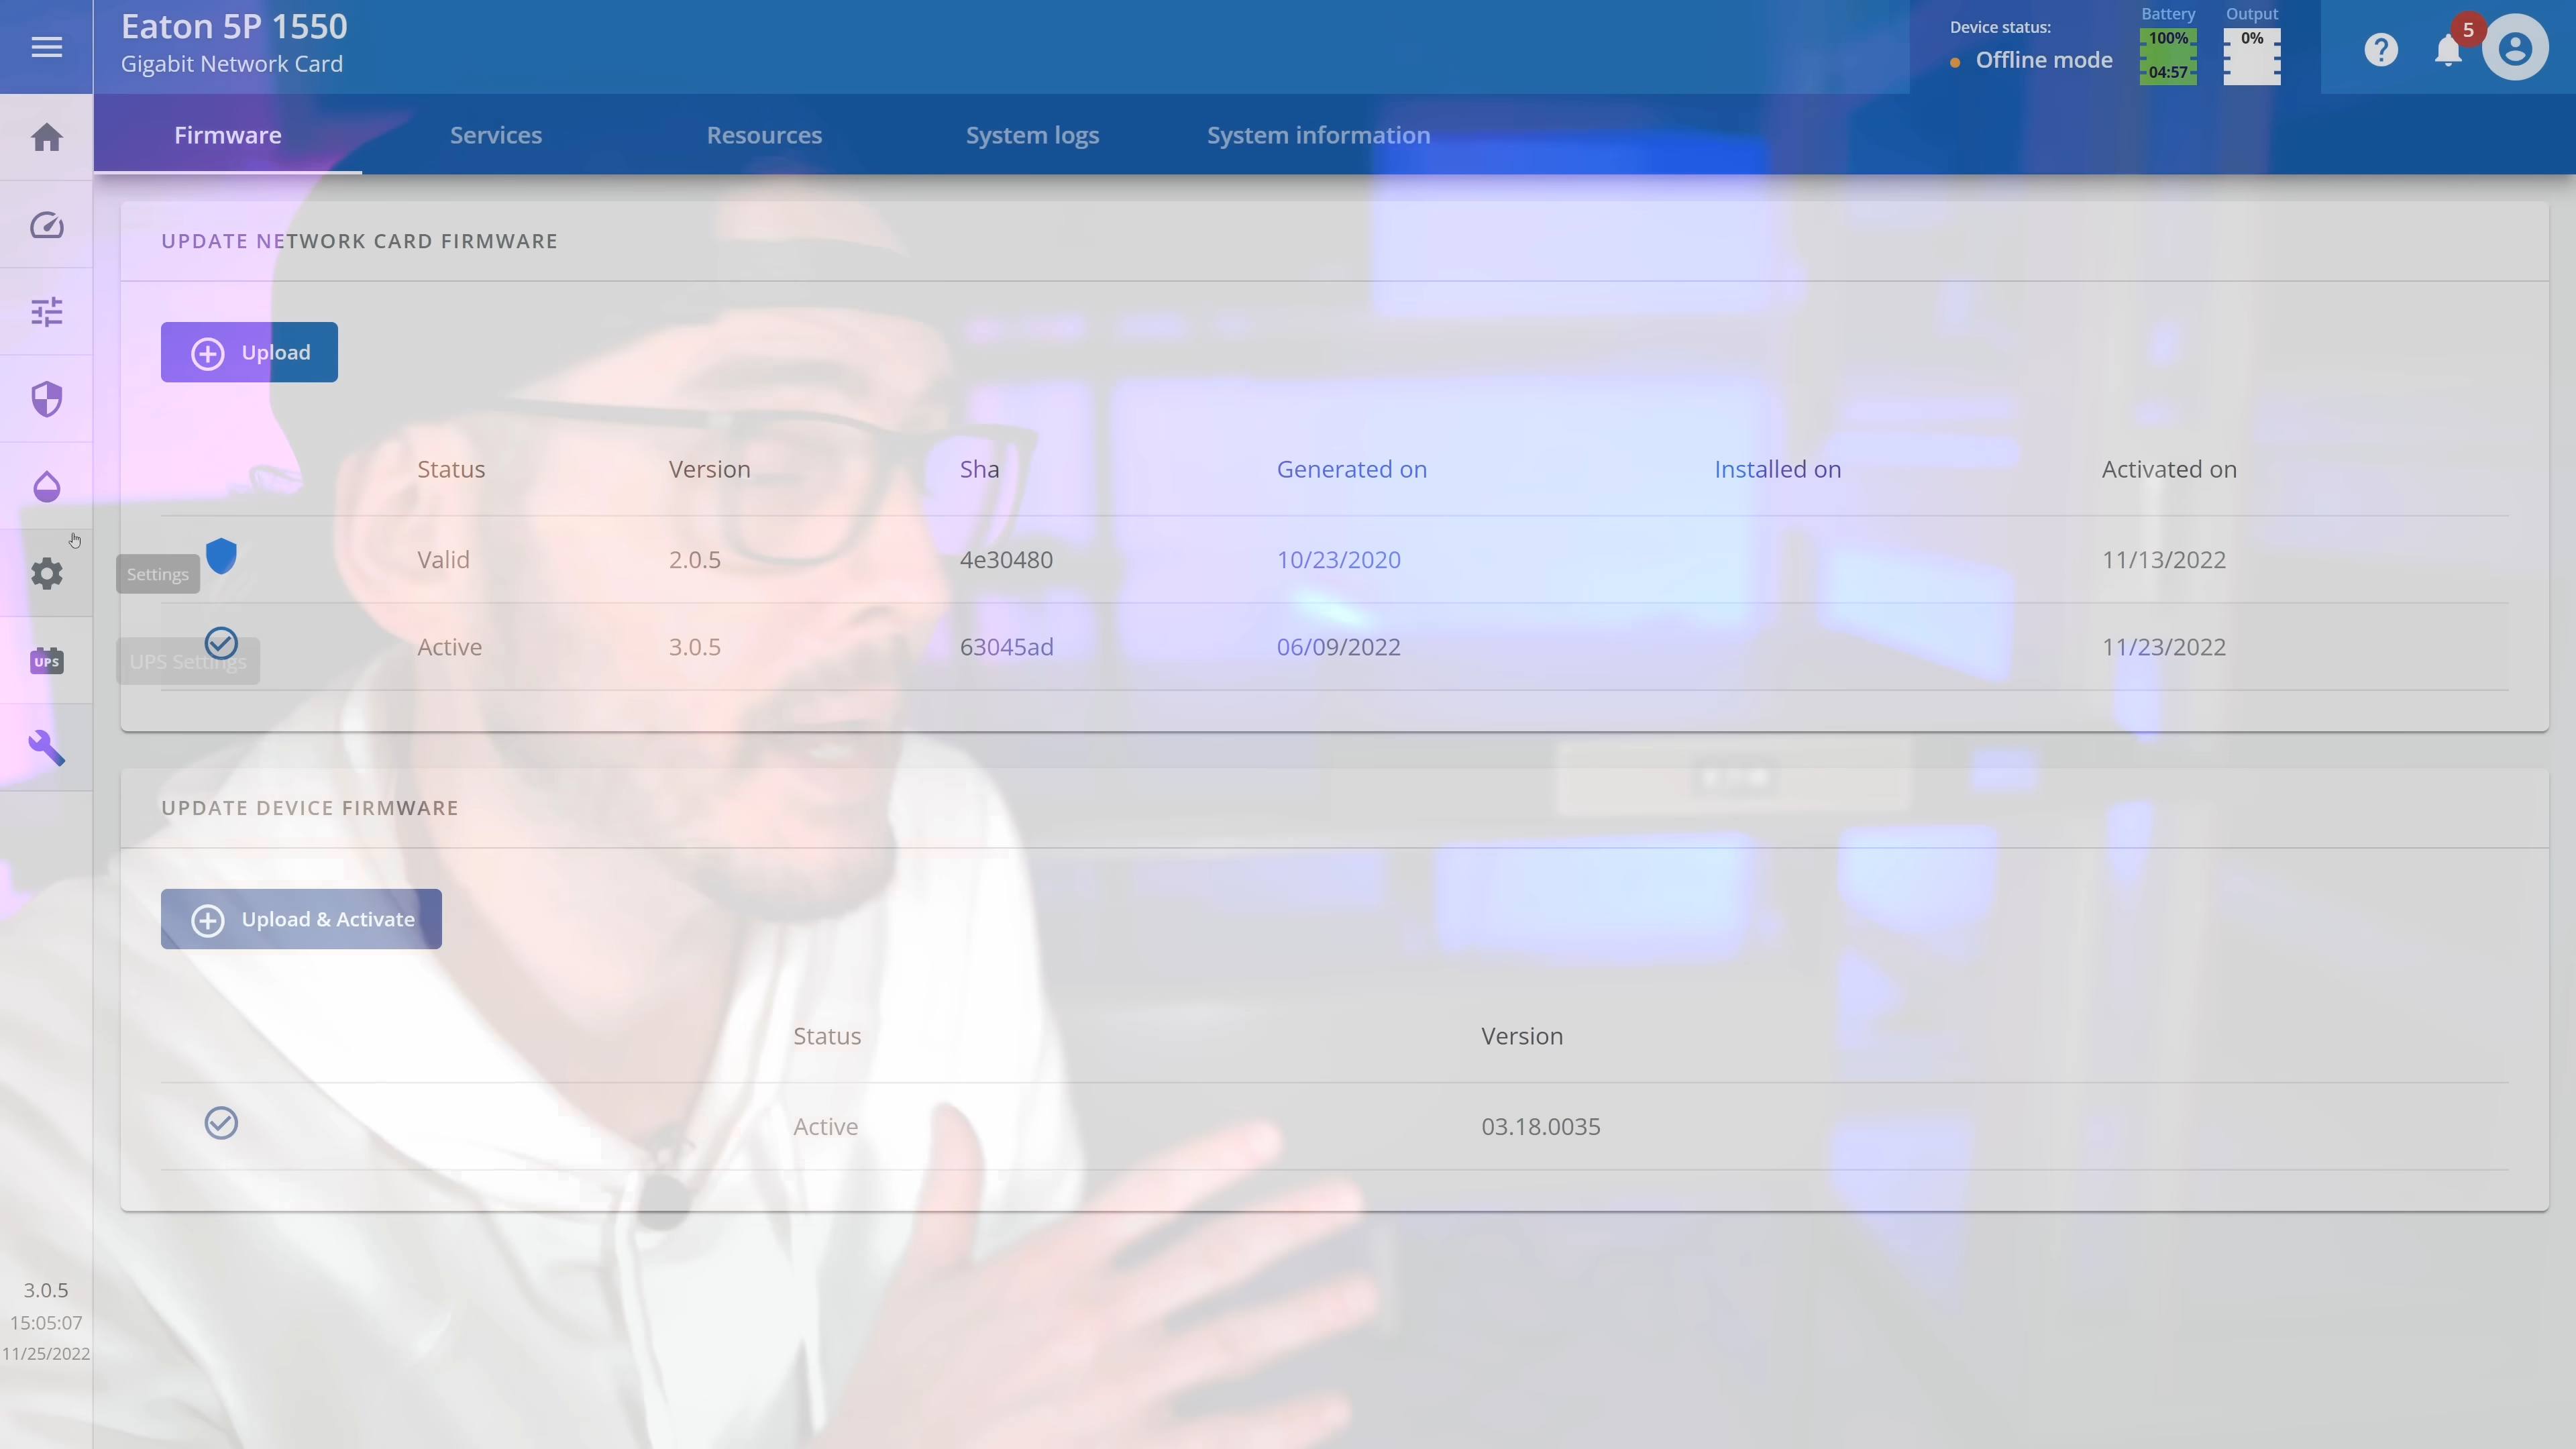 Eaton 5P 1550
Gigabit Network Card
Device status:
Offline mode
Battery
100%
04:57
Output
0%
5
Firmware
Services
Resources
System logs
System information
UPDATE NETWORK CARD FIRMWARE
Upload
Status
Version
Sha
Generated on
Installed on
Activated on
Valid
2.0.5
4e30480
10/23/2020
11/13/2022
Active
3.0.5
63045ad
06/09/2022
11/23/2022
Settings
UPS
UPS Settings
UPDATE DEVICE FIRMWARE
Upload & Activate
Status
Version
Active
03.18.0035
3.0.5
15:05:07
11/25/2022